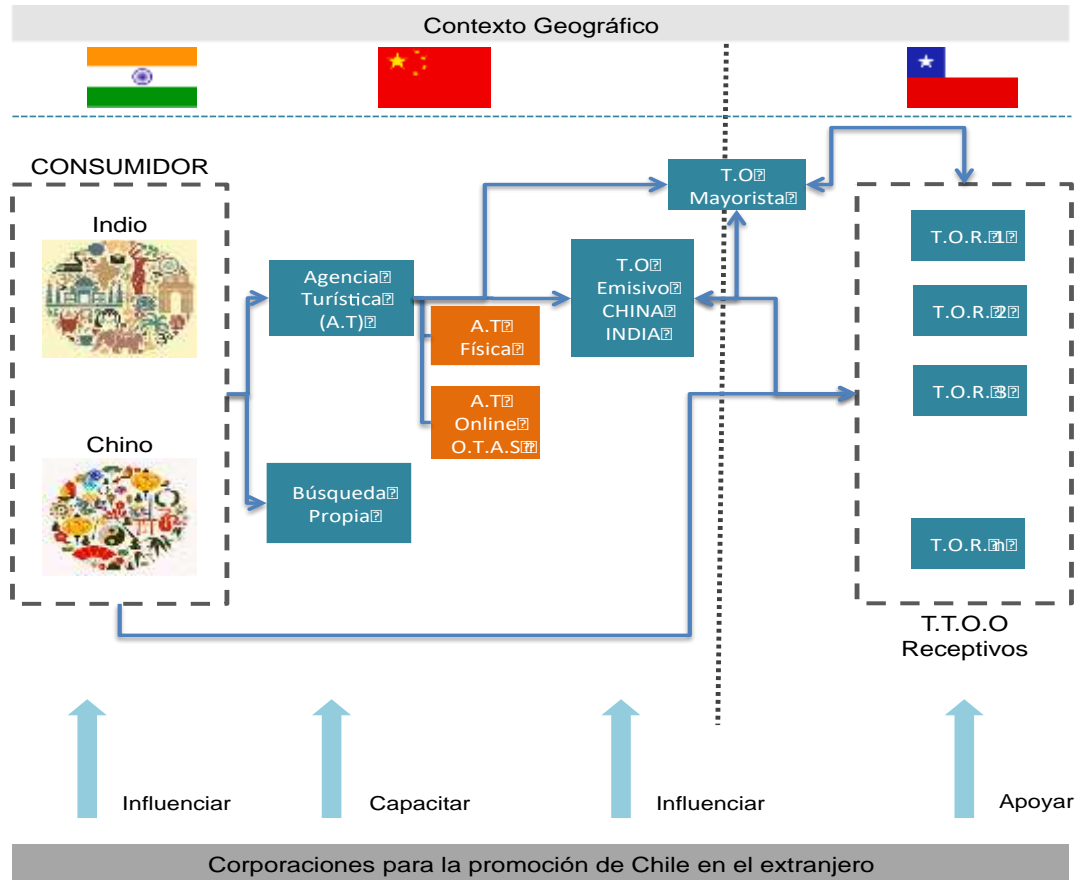 Contexto Geográfico
CONSUMIDOR
Indio
Chino
Agencia
Turística
(A.T)
Búsqueda
Propia
A.T
Física
A.T
Online
O.T.A.S
T.O
Mayorista
T.O
Emisivo
CHINA
INDIA
T.O.R. 1
T.O.R. 2
T.O.R. 3
T.O.R. n
T.T.O.O
Receptivos
Influenciar
Capacitar
Influenciar
Apoyar
Corporaciones para la promoción de Chile en el extranjero